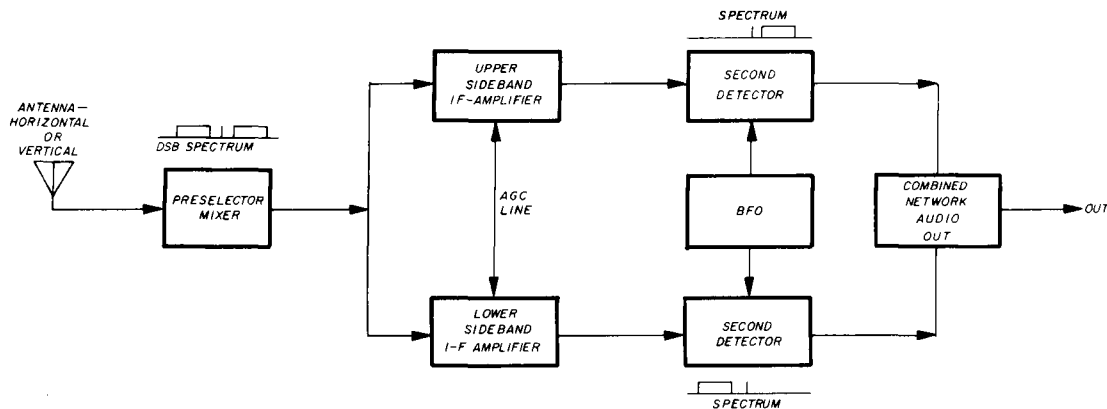 SPECTRUM
UPPER
SIDEBAND
IF-AMPLIFIER
SECOND
DETECTOR
ANTENNA—
HORIZONTAL
OR
VERTICAL
DSB SPECTRUM
PRESELECTOR
MIXER
AGC
LINE
BFO
COMBINED
NETWORK
AUDIO
OUT
OUT
LOWER
SIDEBAND
I-F AMPLIFIER
SECOND
DETECTOR
SPECTRUM